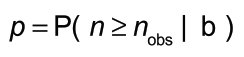 p = P( n ≥ n_obs | b )